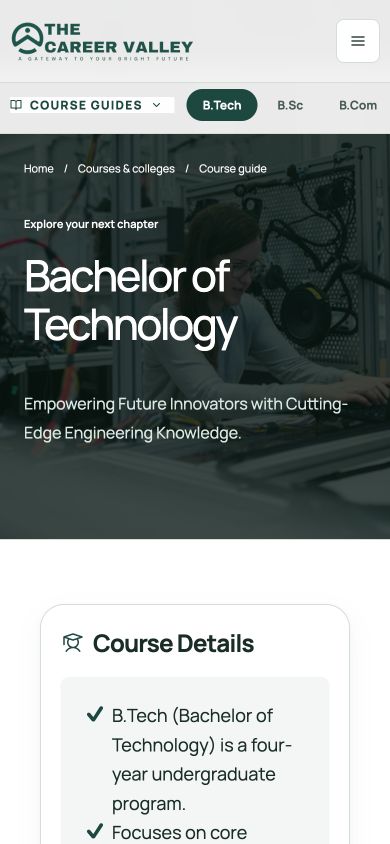 THE
CAREER VALLEY
A GATEWAY TO YOUR BRIGHT FUTURE
COURSE GUIDES
B.Tech
B.Sc
B.Com
Home / Courses & colleges / Course guide
Explore your next chapter
Bachelor of
Technology
Empowering Future Innovators with Cutting-
Edge Engineering Knowledge.
Course Details
B.Tech (Bachelor of
Technology) is a four-
year undergraduate
program.
Focuses on core